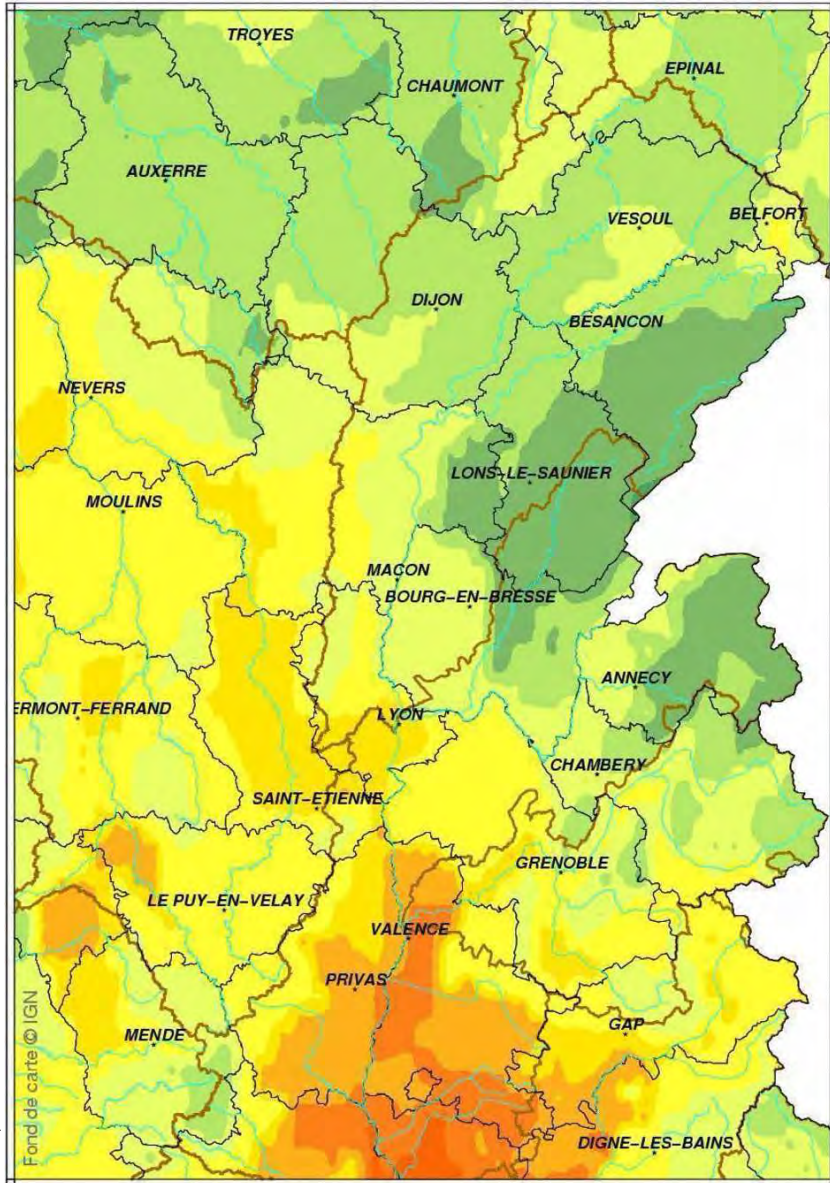 TROYES
EPINAL
CHAUMONT
AUXERRE
VESOUL
BELFORT
DIJON
BESANCON
NEVERS
LONS-LE-SAUNIER
MOULINS
MACON
BOURG-EN-BRESSE
ANNECY
ERMONT-FERRAND
LYON
CHAMBERY
SAINT-ETIENNE
GRENOBLE
LE PUY-EN-VELAY
VALENCE
PRIVAS
GAP
MENDE
DIGNE-LES-BAINS
Fond de carte © IGN